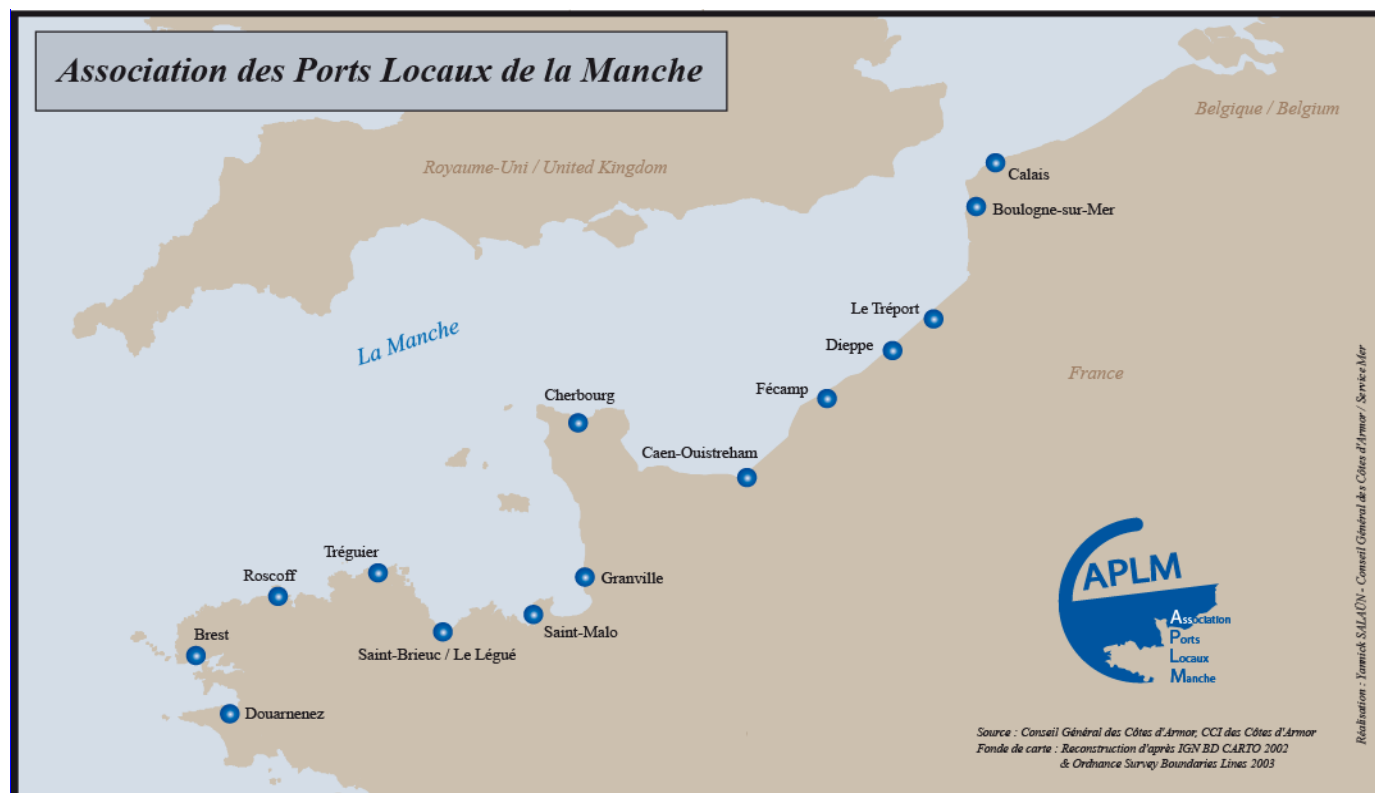 Association des Ports Locaux de la Manche
Belgique / Belgium
Royaume-Uni / United Kingdom
Calais
Boulogne-sur-Mer
Le Tréport
La Manche
Dieppe
France
Fécamp
Cherbourg
Caen-Ouistreham
Tréguier
Roscoff
Granville
Brest
Saint-Malo
Saint-Brieuc / Le Légué
Douarnenez
APLM
Association
Ports
Locaux
Manche
Source : Conseil Général des Côtes d'Armor, CCI des Côtes d'Armor
Fonde de carte : Reconstruction d'après IGN BD CARTO 2002
& Ordnance Survey Boundaries Lines 2003
Réalisation : Yannick SALAÜN - Conseil Général des Côtes d'Armor / Service Mer